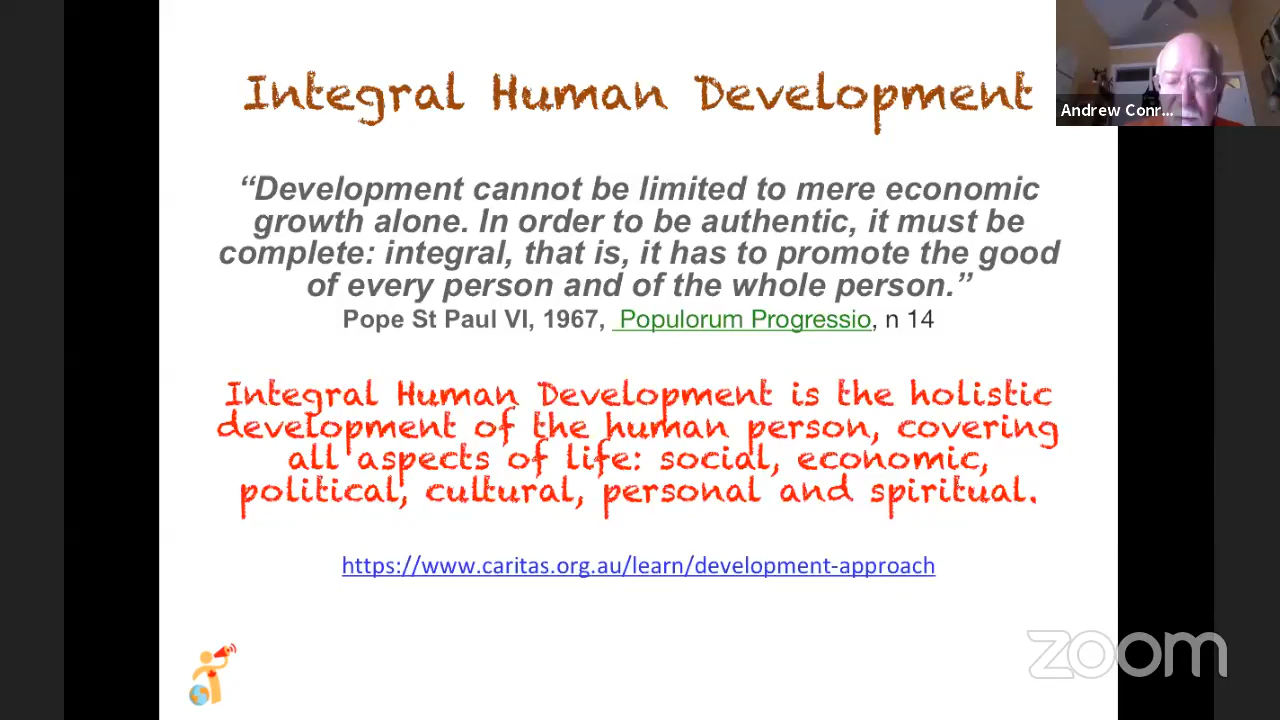 Integral Human Development
Andrew Conr...
“Development cannot be limited to mere economic
growth alone. In order to be authentic, it must be
complete: integral, that is, it has to promote the good
of every person and of the whole person.”
Pope St Paul VI, 1967, Populorum Progressio, n 14
Integral Human Development is the holistic
development of the human person, covering
all aspects of life: social, economic,
political, cultural, personal and spiritual.
https://www.caritas.org.au/learn/development-approach
zoom